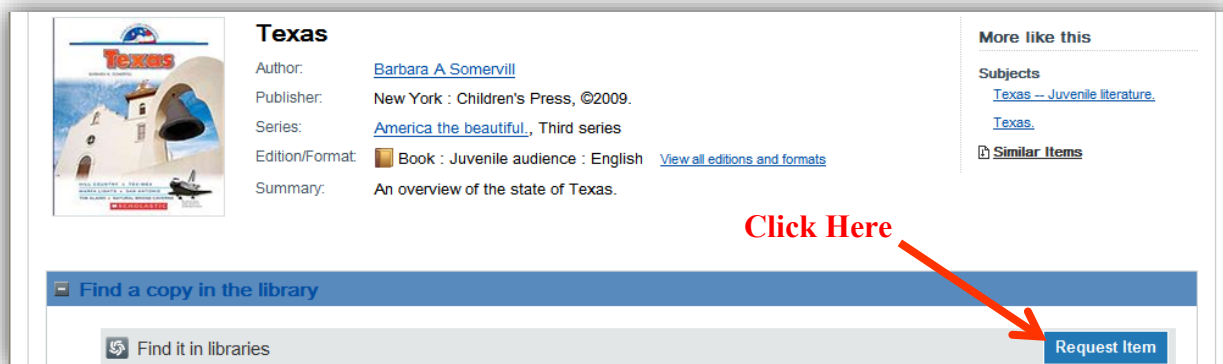 Texas
Texas
Author: Barbara A Somervill
Publisher: New York : Children's Press, ©2009.
Series: America the beautiful., Third series
Edition/Format: Book : Juvenile audience : English View all editions and formats
Summary: An overview of the state of Texas.
SCHOLASTIC
More like this
Subjects
Texas -- Juvenile literature.
Texas.
Similar Items
Click Here
Find a copy in the library
Find it in libraries
Request Item